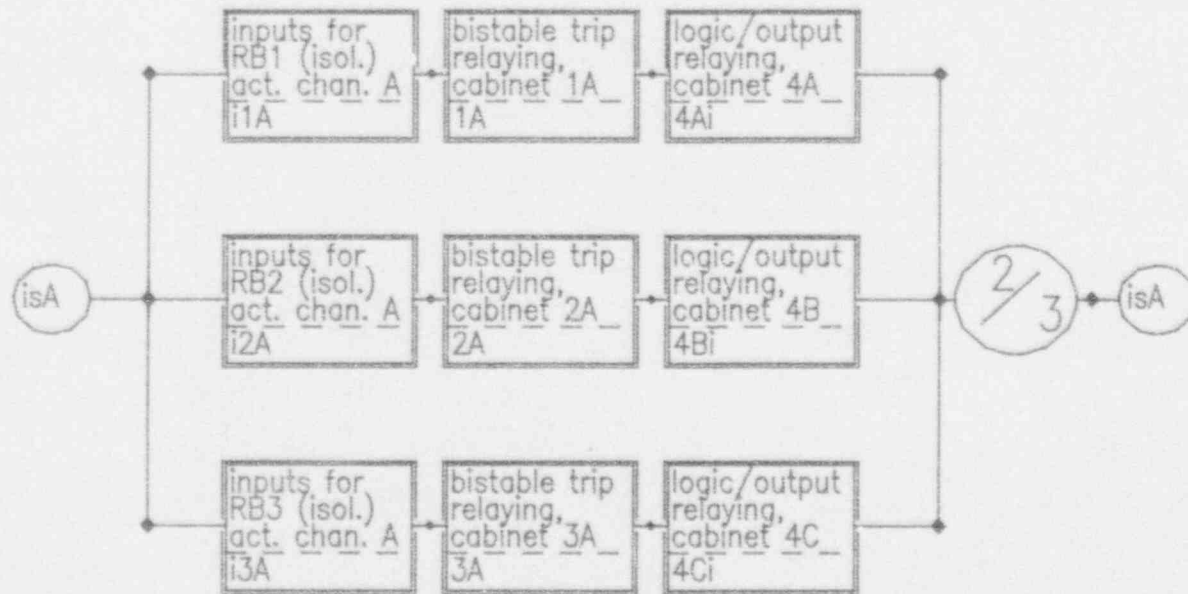 inputs for
RB1 (isol.)
act. chan. A
i1A
bistable trip
relaying,
cabinet 1A
1A
logic/output
relaying,
cabinet 4A
4Ai
isA
inputs for
RB2 (isol.)
act. chan. A
i2A
bistable trip
relaying,
cabinet 2A
2A
logic/output
relaying,
cabinet 4B
4Bi
2/3
isA
inputs for
RB3 (isol.)
act. chan. A
i3A
bistable trip
relaying,
cabinet 3A
3A
logic/output
relaying,
cabinet 4C
4Ci